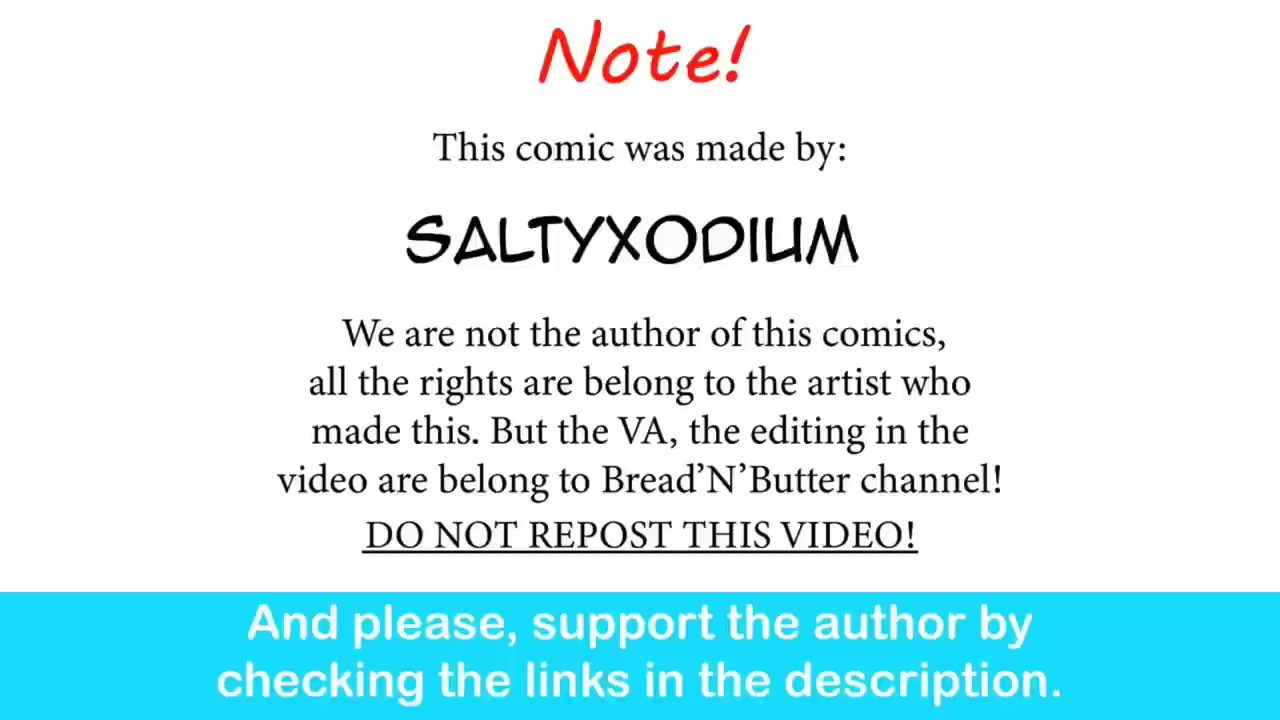 Note!
This comic was made by:
SALTYXODIUM
We are not the author of this comics,
all the rights are belong to the artist who
made this. But the VA, the editing in the
video are belong to Bread’N’Butter channel!
DO NOT REPOST THIS VIDEO!
And please, support the author by
checking the links in the description.